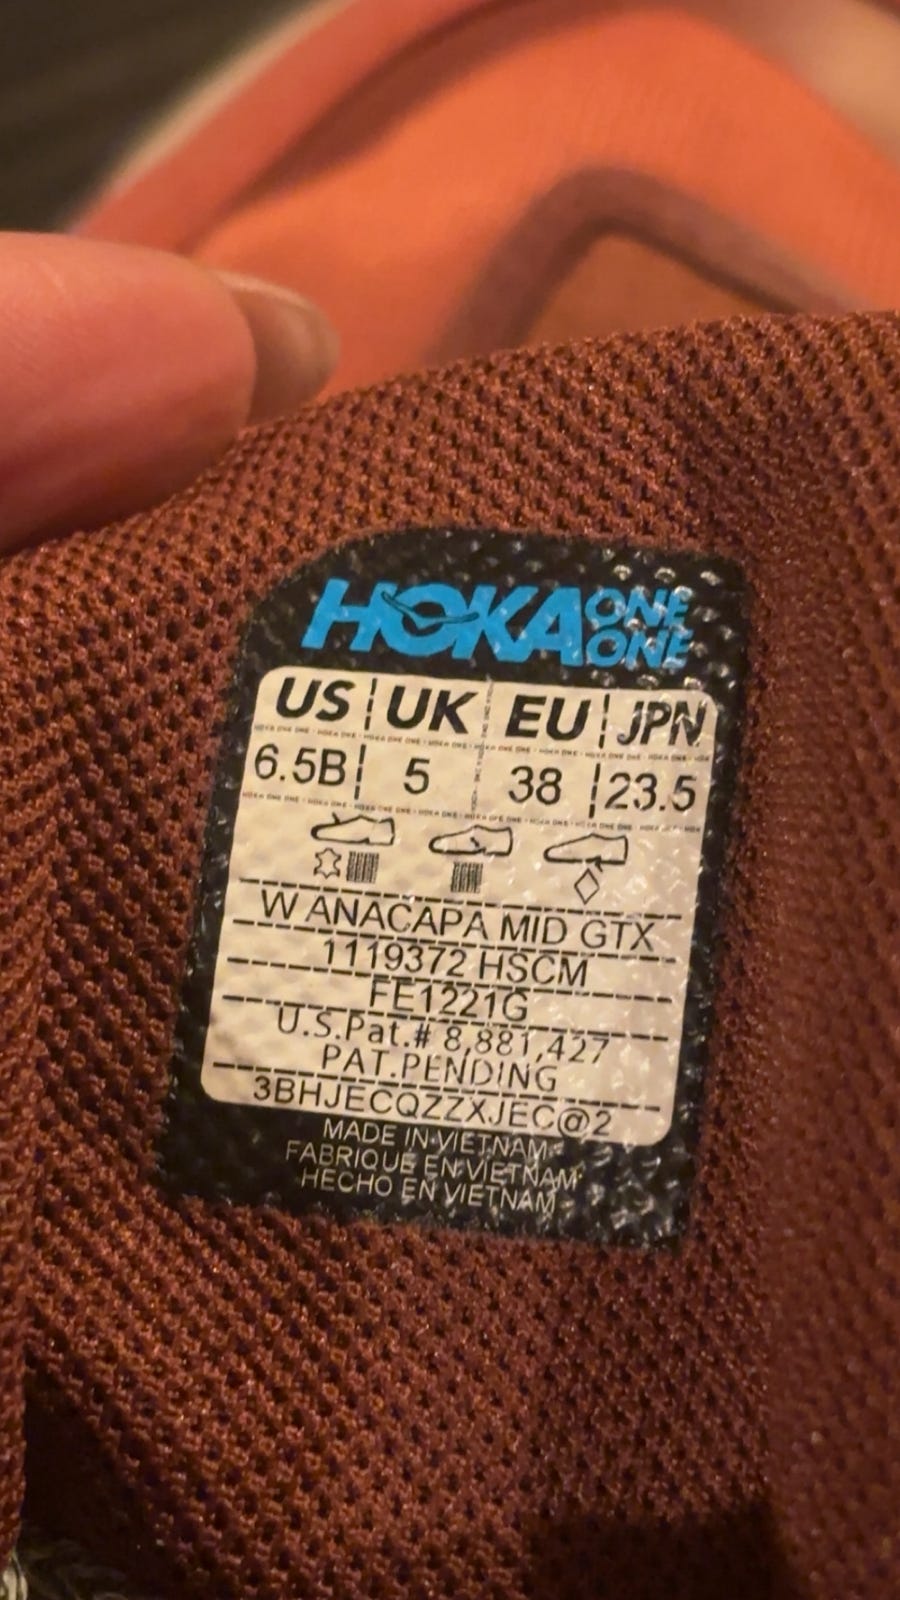 HOKA ONE ONE
US UK EU JPN
6.5B 5 38 23.5
W ANACAPA MID GTX
1119372 HSCM
FE1221G
U.S.Pat.# 8,881,427
PAT.PENDING
3BHJECQZZXJEC@2
MADE IN VIETNAM
FABRIQUE EN VIETNAM
HECHO EN VIETNAM